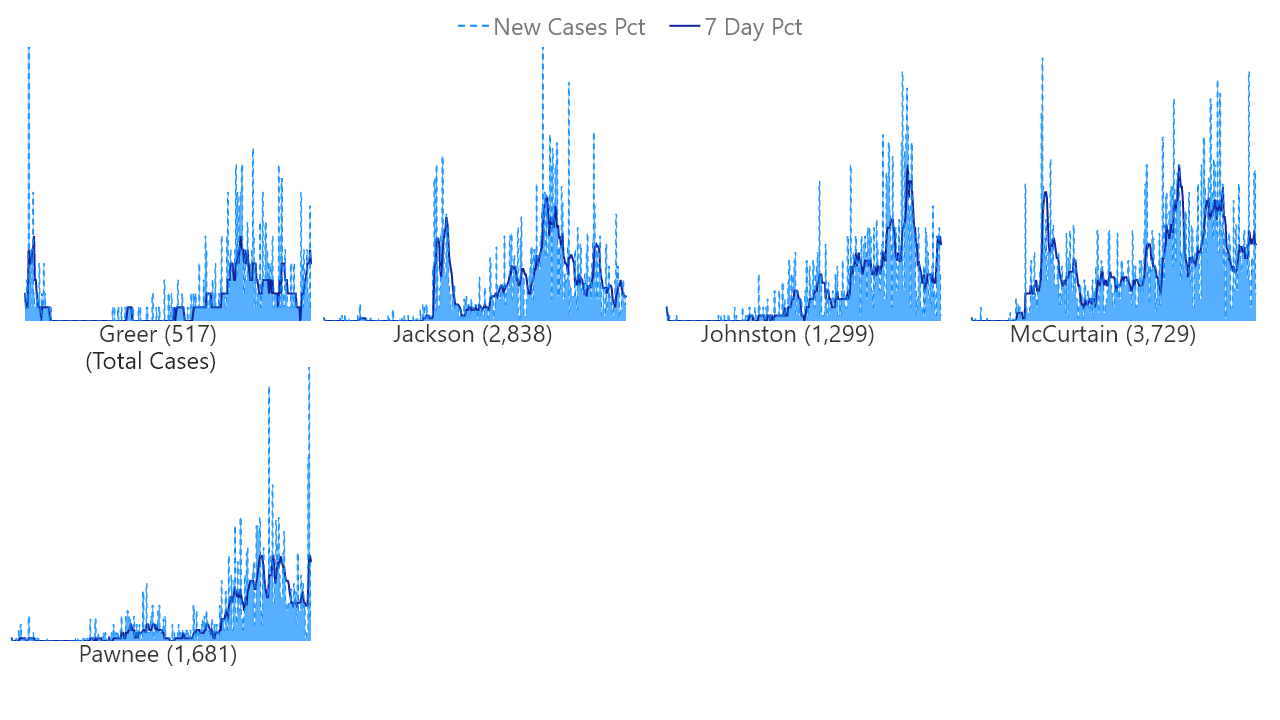 New Cases Pct 7 Day Pct
Greer (517)
(Total Cases)
Jackson (2,838)
Johnston (1,299)
McCurtain (3,729)
Pawnee (1,681)